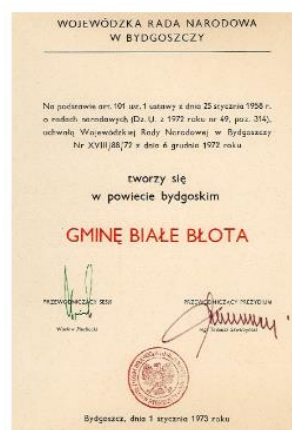 WOJEWÓDZKA RADA NARODOWA
W BYDGOSZCZY
Na podstawie art. 101 ust. 1 ustawy z dnia 25 stycznia 1958 r.
o radach narodowych (Dz. U. z 1972 roku nr 49, poz. 314),
uchwałą Wojewódzkiej Rady Narodowej w Bydgoszczy
Nr XVIII/88/72 z dnia 6 grudnia 1972 roku
tworzy się
w powiecie bydgoskim
GMINĘ BIAŁE BŁOTA
PRZEWODNICZĄCY SESJI
PRZEWODNICZĄCY PREZYDIUM
Bydgoszcz, dnia 1 stycznia 1973 roku